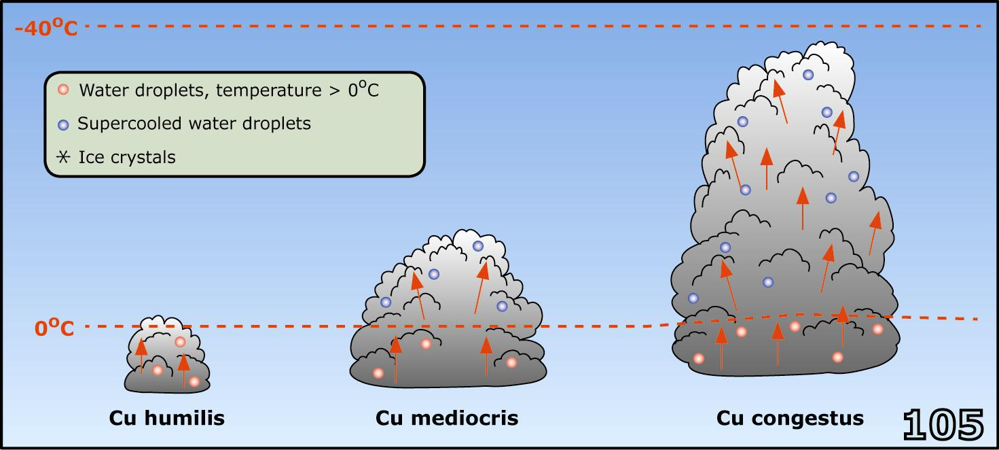 -40°C
Water droplets, temperature > 0°C
Supercooled water droplets
Ice crystals
0°C
Cu humilis
Cu mediocris
Cu congestus
105